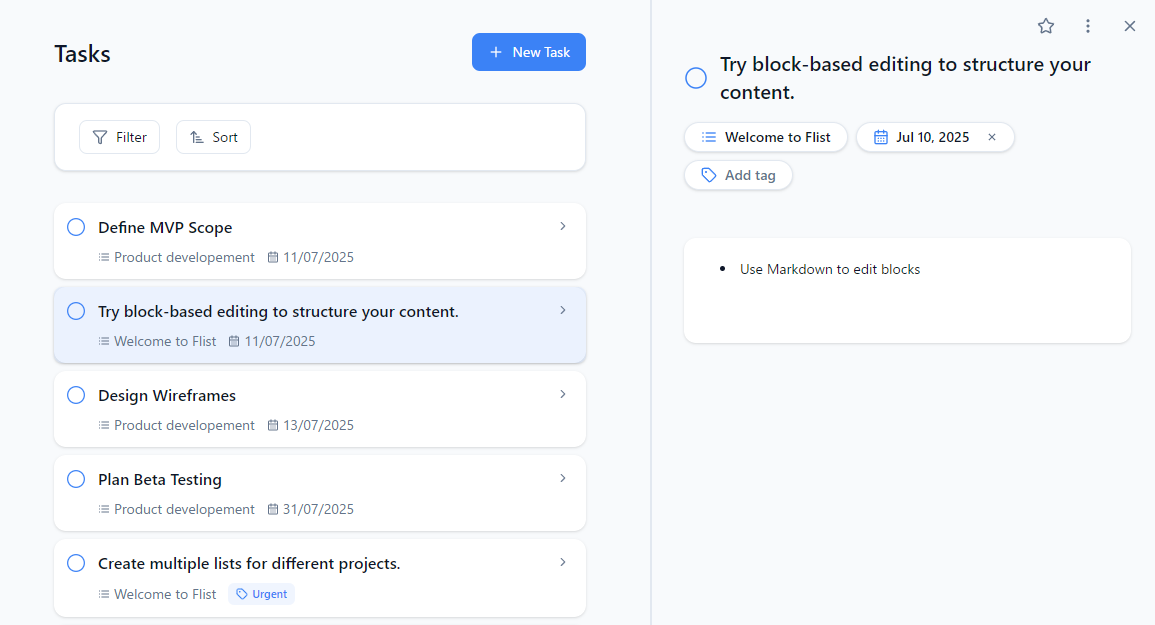 Tasks
New Task
Filter
Sort
Define MVP Scope
Product developement 11/07/2025
Try block-based editing to structure your content.
Welcome to Flist 11/07/2025
Design Wireframes
Product developement 13/07/2025
Plan Beta Testing
Product developement 31/07/2025
Create multiple lists for different projects.
Welcome to Flist Urgent
Try block-based editing to structure your
content.
Welcome to Flist
Jul 10, 2025
Add tag
Use Markdown to edit blocks